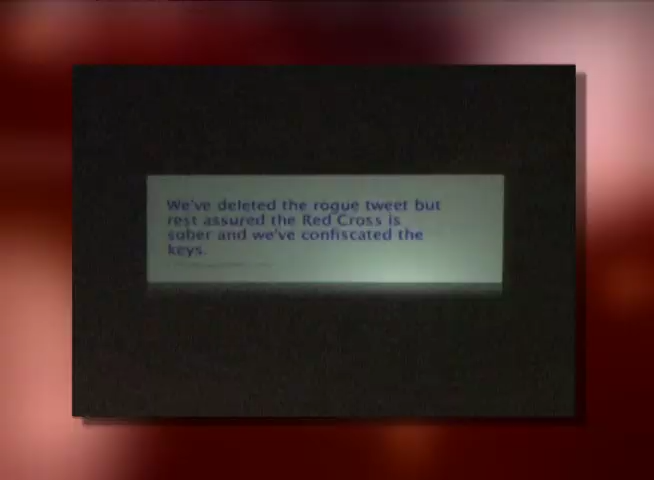 We've deleted the rogue tweet but
rest assured the Red Cross is
sober and we've confiscated the
keys.